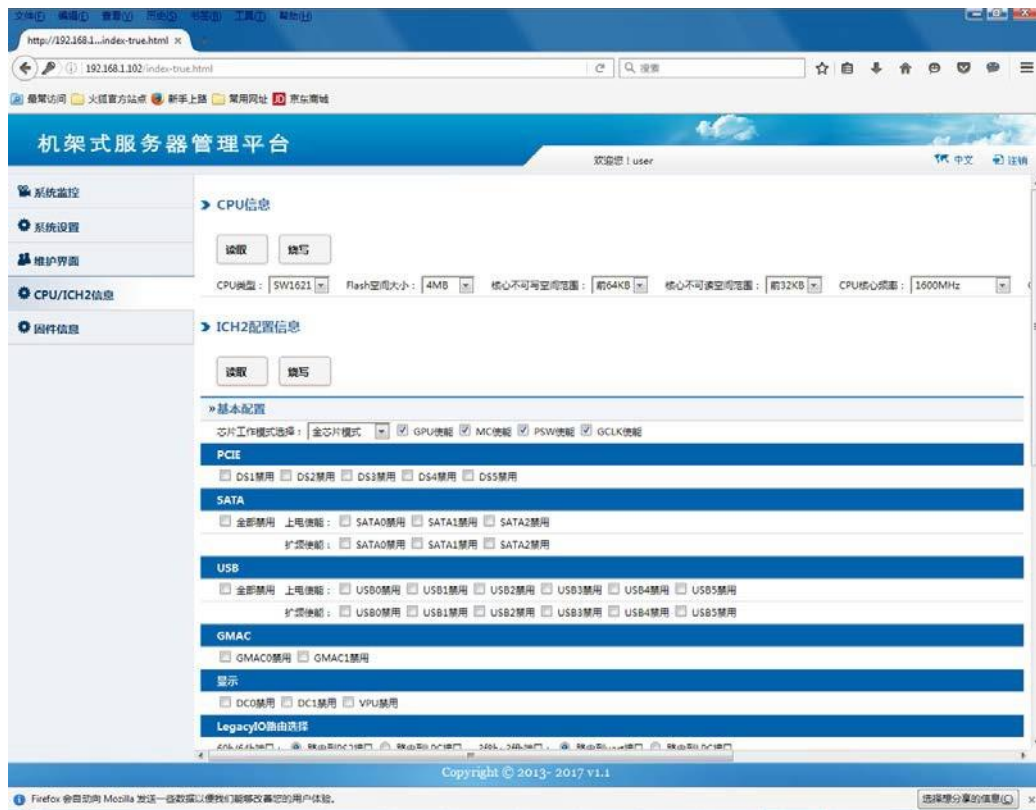 文件(F) 编辑(E) 查看(V) 历史(S) 书签(B) 工具(T) 帮助(H)
http://192.168.1...index-true.html ×
192.168.1.102/index-true.html
搜索
最常访问 火狐官方站点 新手上路 常用网址 JD 京东商城
机架式服务器管理平台
欢迎您！user 中文 注销
系统监控
系统设置
维护界面
CPU/ICH2信息
固件信息
CPU信息
读取 烧写
CPU类型： SW1621 Flash空间大小： 4MB 核心不可写空间范围： 前64KB 核心不可读空间范围： 前32KB CPU核心频率： 1600MHz
ICH2配置信息
读取 烧写
»基本配置
芯片工作模式选择： 全芯片模式 GPU使能 MC使能 PSW使能 GCLK使能
PCIE
DS1禁用 DS2禁用 DS3禁用 DS4禁用 DS5禁用
SATA
全部禁用 上电使能： SATA0禁用 SATA1禁用 SATA2禁用
扩频使能： SATA0禁用 SATA1禁用 SATA2禁用
USB
全部禁用 上电使能： USB0禁用 USB1禁用 USB2禁用 USB3禁用 USB4禁用 USB5禁用
扩频使能： USB0禁用 USB1禁用 USB2禁用 USB3禁用 USB4禁用 USB5禁用
GMAC
GMAC0禁用 GMAC1禁用
显示
DC0禁用 DC1禁用 VPU禁用
LegacyIO路由选择
Copyright © 2013- 2017 v1.1
Firefox 会自动向 Mozilla 发送一些数据以便我们能够改善您的用户体验。 选择想分享的信息(C) ×